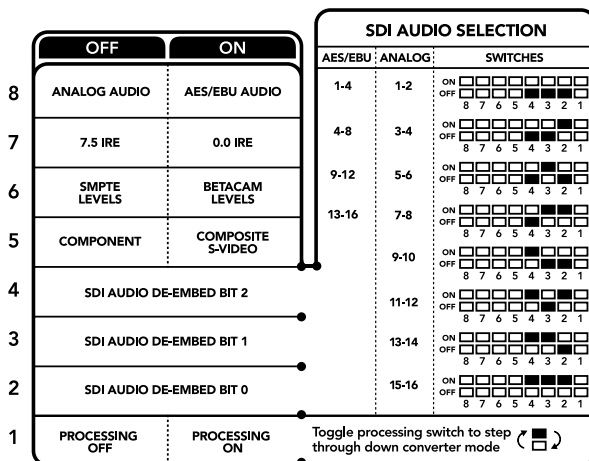 OFF ON
8 ANALOG AUDIO AES/EBU AUDIO
7 7.5 IRE 0.0 IRE
6 SMPTE LEVELS BETACAM LEVELS
5 COMPONENT COMPOSITE S-VIDEO
4 SDI AUDIO DE-EMBED BIT 2
3 SDI AUDIO DE-EMBED BIT 1
2 SDI AUDIO DE-EMBED BIT 0
1 PROCESSING OFF PROCESSING ON
SDI AUDIO SELECTION
AES/EBU ANALOG SWITCHES
1-4 1-2 ON
OFF
8 7 6 5 4 3 2 1
4-8 3-4 ON
OFF
8 7 6 5 4 3 2 1
9-12 5-6 ON
OFF
8 7 6 5 4 3 2 1
13-16 7-8 ON
OFF
8 7 6 5 4 3 2 1
9-10 ON
OFF
8 7 6 5 4 3 2 1
11-12 ON
OFF
8 7 6 5 4 3 2 1
13-14 ON
OFF
8 7 6 5 4 3 2 1
15-16 ON
OFF
8 7 6 5 4 3 2 1
Toggle processing switch to step
through down converter mode